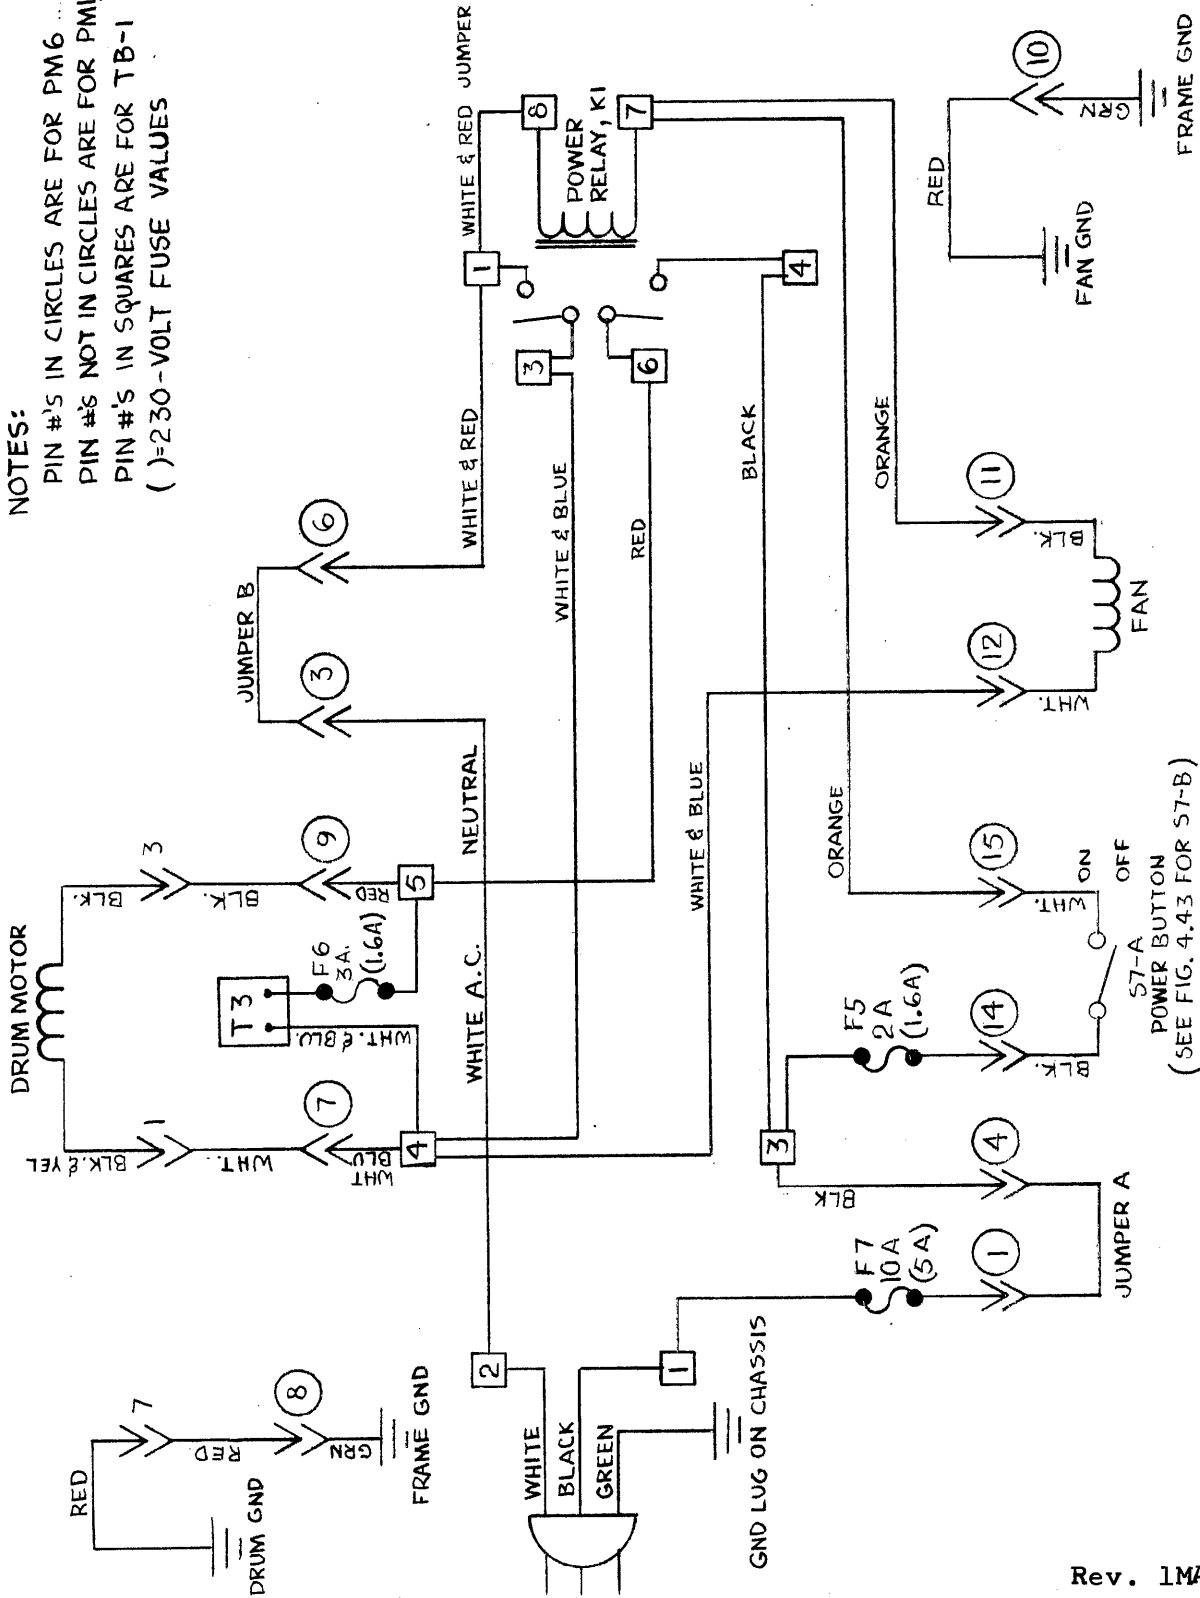 NOTES:
PIN #'S IN CIRCLES ARE FOR PM6 ...
PIN #'S NOT IN CIRCLES ARE FOR
PIN #'S IN SQUARES ARE FOR TB-1
( )=230-VOLT FUSE VALUES
RED
7
RED
8
GRN
DRUM GND
FRAME GND
DRUM MOTOR
BLK. & YEL
1
WHT.
7
WHT
BLU
4
WHT. & BLU.
T3
F6
3A.
(1.6A)
BLK.
3
BLK.
9
RED
5
JUMPER B
3
6
WHITE
BLACK
GREEN
2
1
GND LUG ON CHASSIS
WHITE A.C.
NEUTRAL
WHITE & RED
WHITE & RED JUMPER
1
8
POWER
RELAY, K1
7
3
6
4
WHITE & BLUE
RED
BLACK
WHITE & BLUE
ORANGE
ORANGE
F7
10A
(5A)
1
JUMPER A
4
BLK
3
F5
2A
(1.6A)
14
BLK.
15
WHT.
ON
OFF
S7-A
POWER BUTTON
(SEE FIG. 4.43 FOR S7-B)
12
WHT.
FAN
11
BLK.
RED
10
GRN
FAN GND
FRAME GND
Rev.